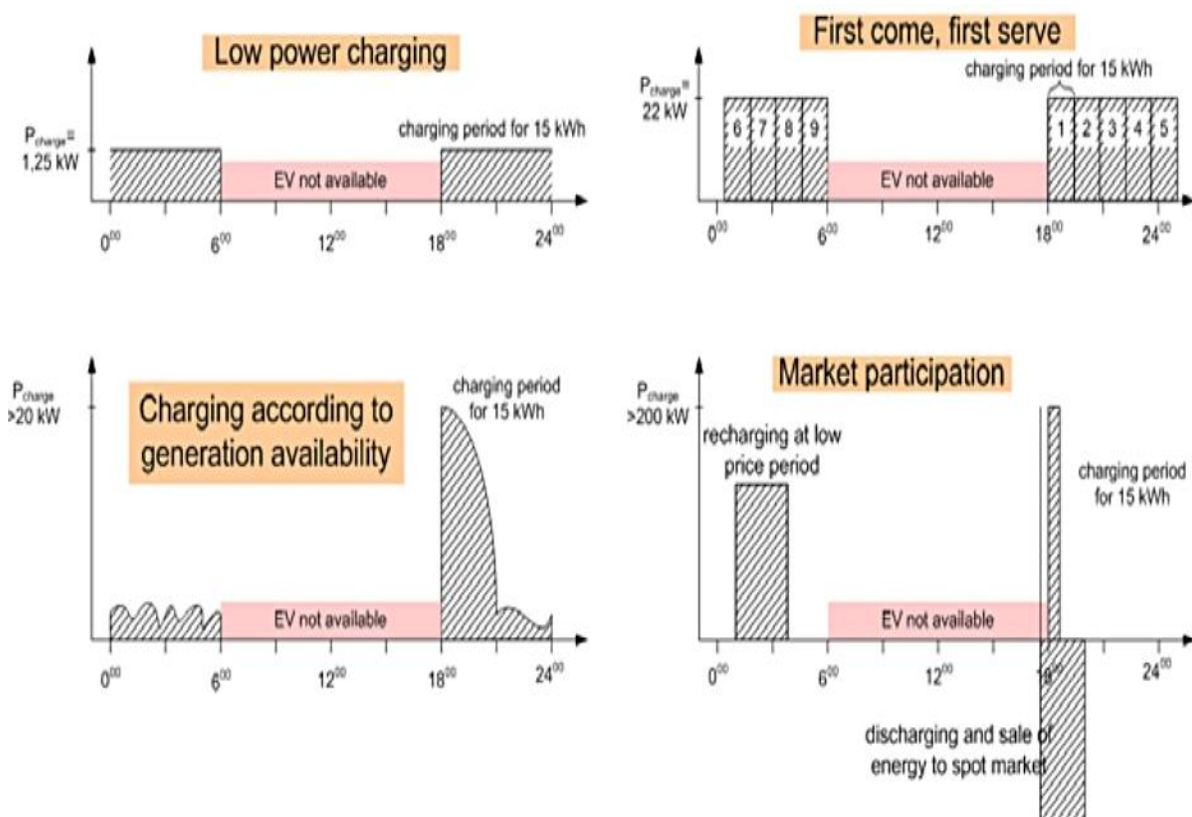 Low power charging
P charge =
1,25 kW
charging period for 15 kWh
EV not available
0⁰⁰ 6⁰⁰ 12⁰⁰ 18⁰⁰ 24⁰⁰
First come, first serve
charging period for 15 kWh
P charge =
22 kW
6 7 8 9
1 2 3 4 5
EV not available
0⁰⁰ 6⁰⁰ 12⁰⁰ 18⁰⁰ 24⁰⁰
P charge
>20 kW
Charging according to
generation availability
charging period
for 15 kWh
EV not available
0⁰⁰ 6⁰⁰ 12⁰⁰ 18⁰⁰ 24⁰⁰
Market participation
P charge
>200 kW
recharging at low
price period
charging period
for 15 kWh
EV not available
0⁰⁰ 6⁰⁰ 12⁰⁰ 18⁰⁰ 24⁰⁰
discharging and sale of
energy to spot market